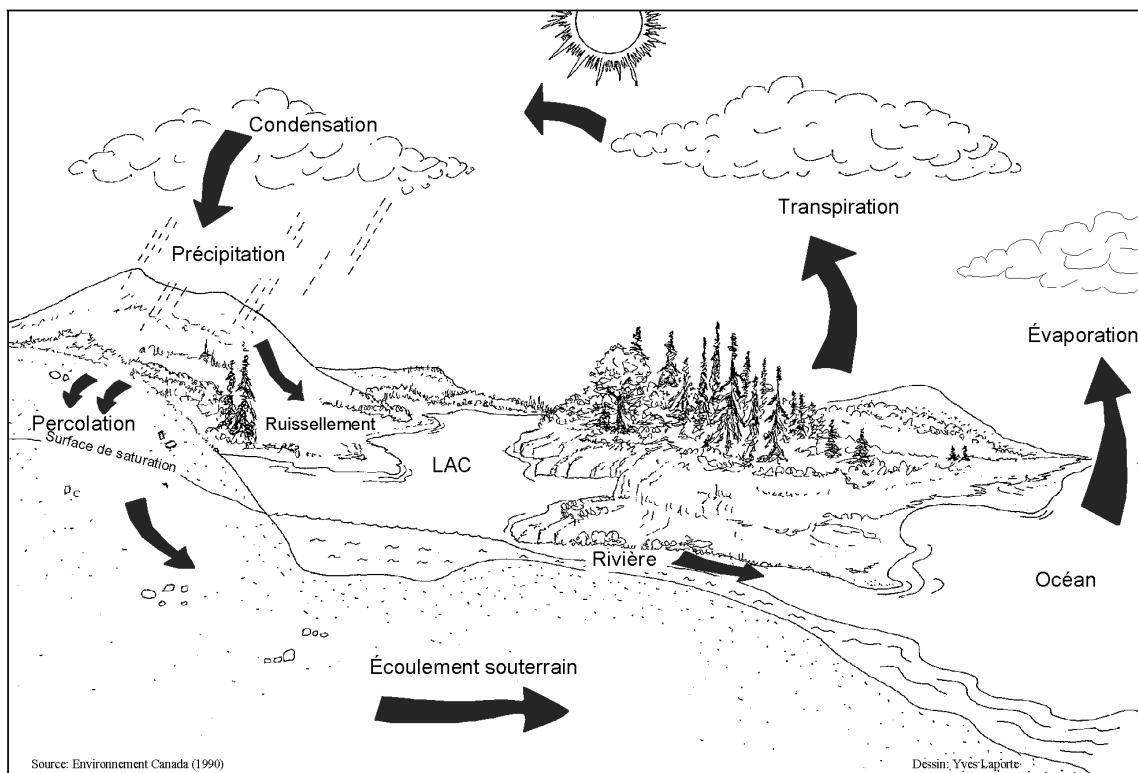 Condensation
Transpiration
Précipitation
Évaporation
Percolation
Ruissellement
Surface de saturation
LAC
Rivière
Océan
Écoulement souterrain
Source: Environnement Canada (1990)
Dessin: Yves Laporte